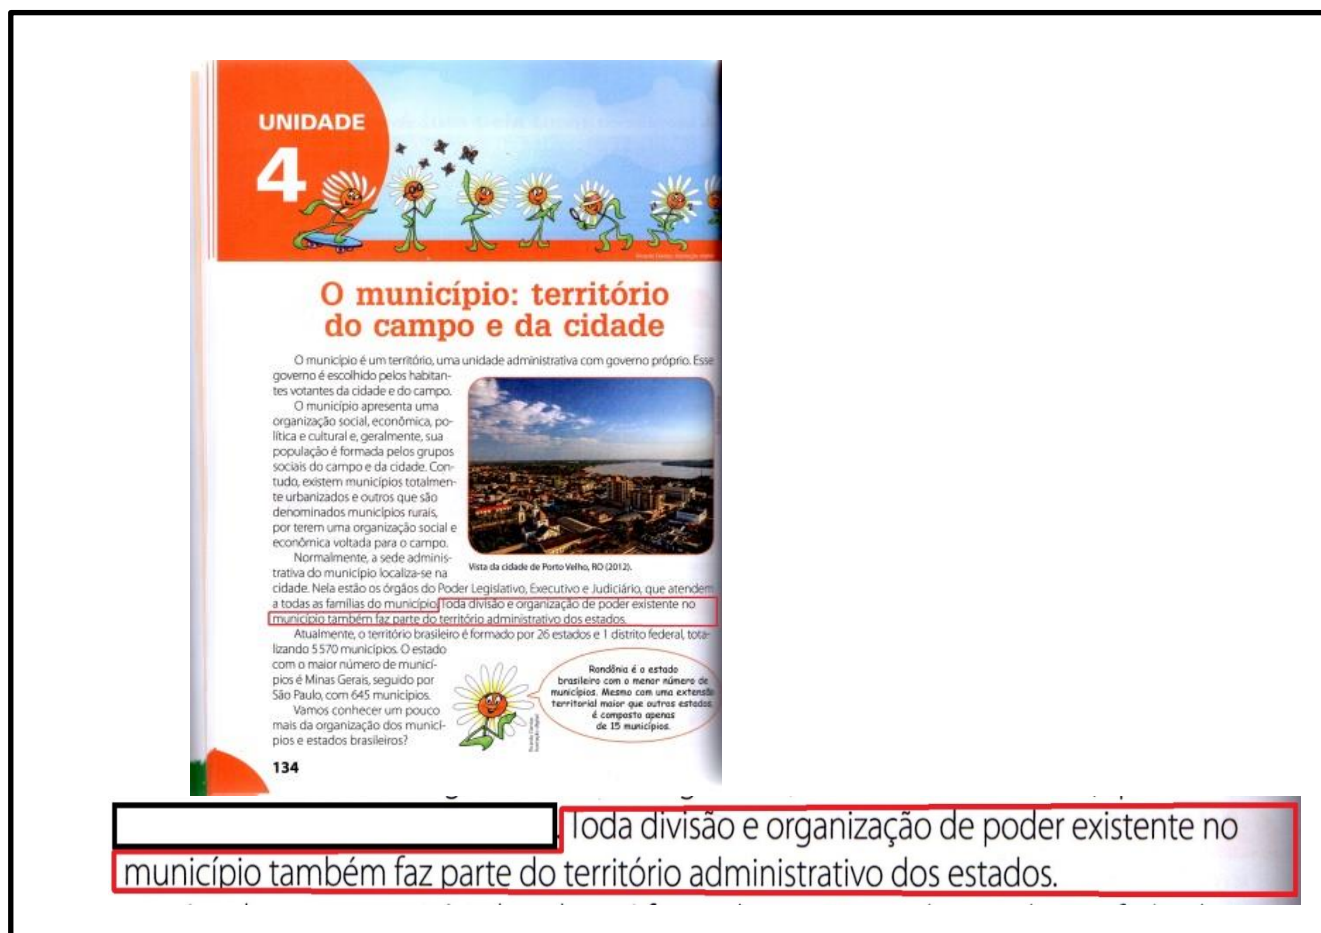 UNIDADE
4
O município: território
do campo e da cidade
O município é um território, uma unidade administrativa com governo próprio. Esse
governo é escolhido pelos habitan-
tes votantes da cidade e do campo.
O município apresenta uma
organização social, econômica, po-
lítica e cultural e, geralmente, sua
população é formada pelos grupos
sociais do campo e da cidade. Con-
tudo, existem municípios totalmen-
te urbanizados e outros que são
denominados municípios rurais,
por terem uma organização social e
econômica voltada para o campo.
Normalmente, a sede adminis-
trativa do município localiza-se na
Vista da cidade de Porto Velho, RO (2012).
cidade. Nela estão os órgãos do Poder Legislativo, Executivo e Judiciário, que atendem
a todas as famílias do município. Toda divisão e organização de poder existente no
município também faz parte do território administrativo dos estados.
Atualmente, o território brasileiro é formado por 26 estados e 1 distrito federal, tota-
lizando 5 570 municípios. O estado
com o maior número de municí-
pios é Minas Gerais, seguido por
São Paulo, com 645 municípios.
Vamos conhecer um pouco
mais da organização dos municí-
pios e estados brasileiros?
Rondônia é o estado
brasileiro com o menor número de
municípios. Mesmo com uma extensão
territorial maior que outros estados
é composto apenas
de 15 municípios.
134
Toda divisão e organização de poder existente no
município também faz parte do território administrativo dos estados.